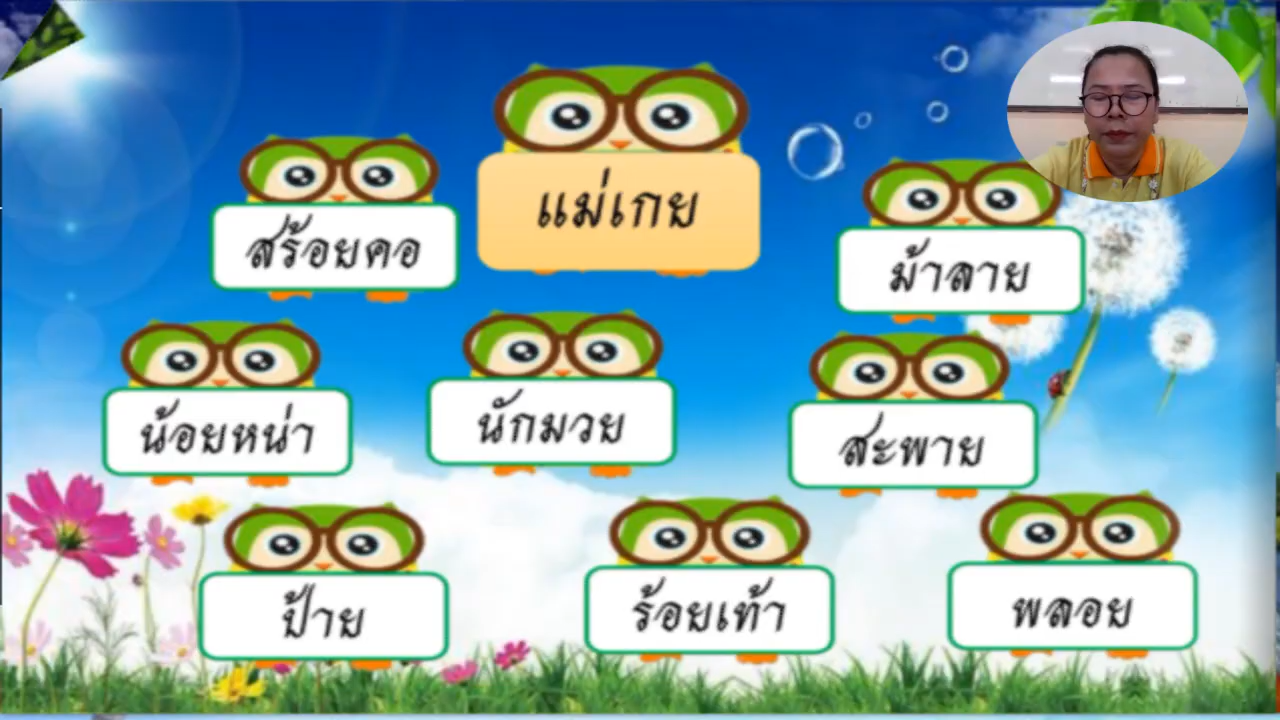 แม่เกย
สร้อยคอ
ม้าลาย
น้อยหน่า
นักมวย
สะพาย
ป้าย
ร้อยเท้า
พลอย